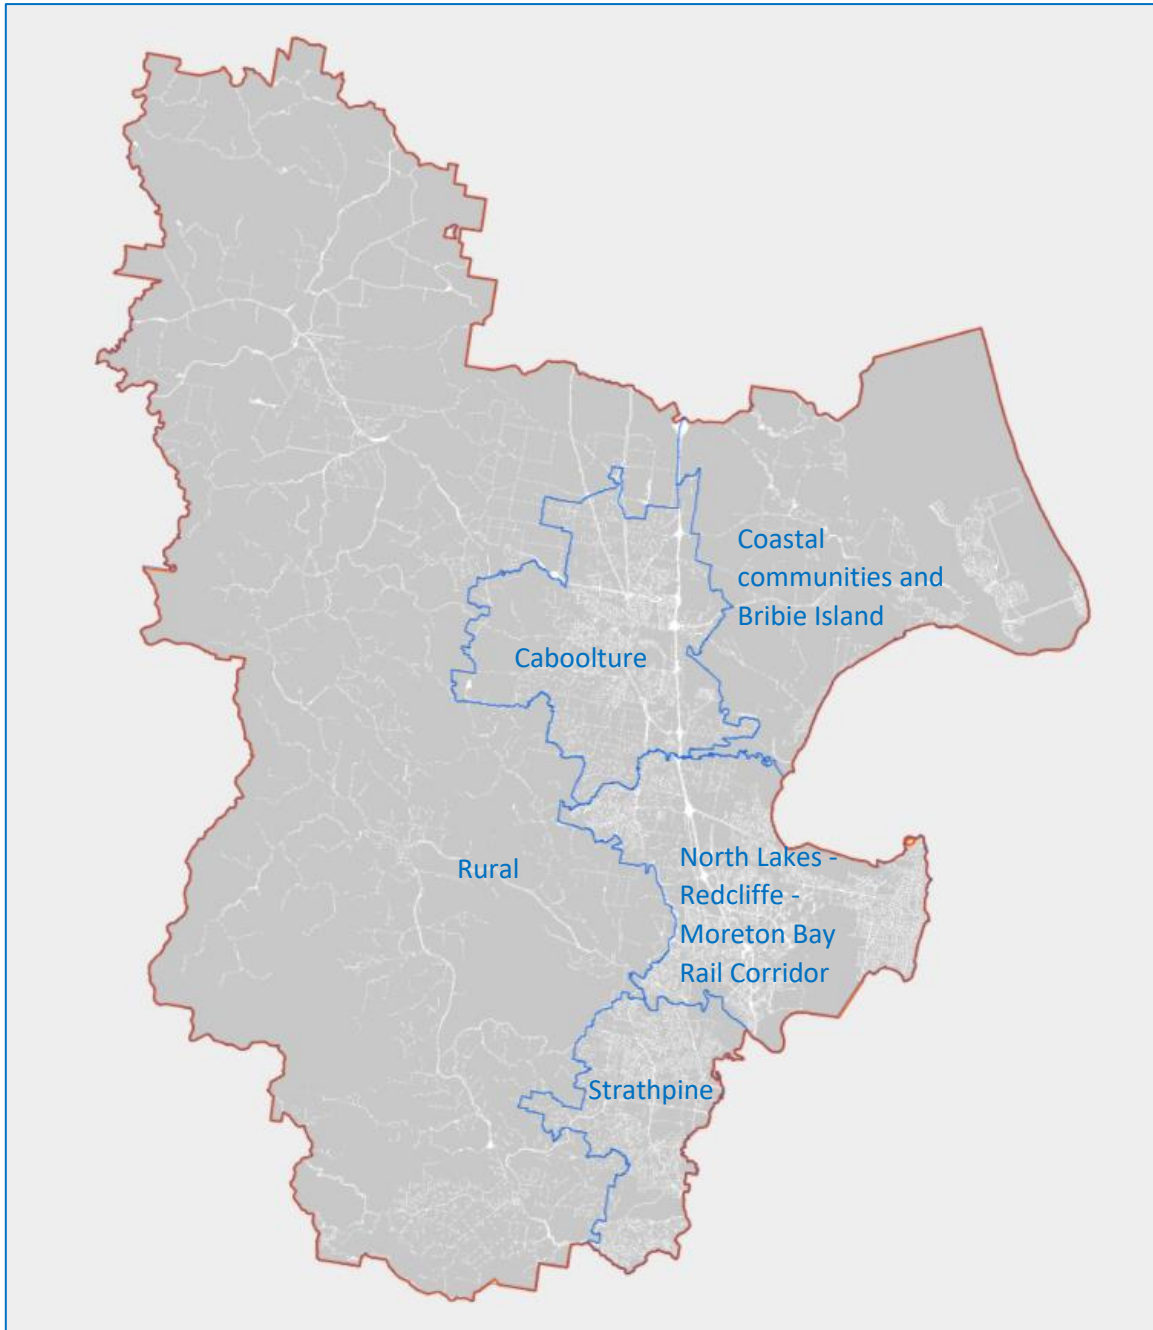 Coastal
communities and
Bribie Island
Caboolture
North Lakes -
Redcliffe -
Moreton Bay
Rail Corridor
Rural
Strathpine